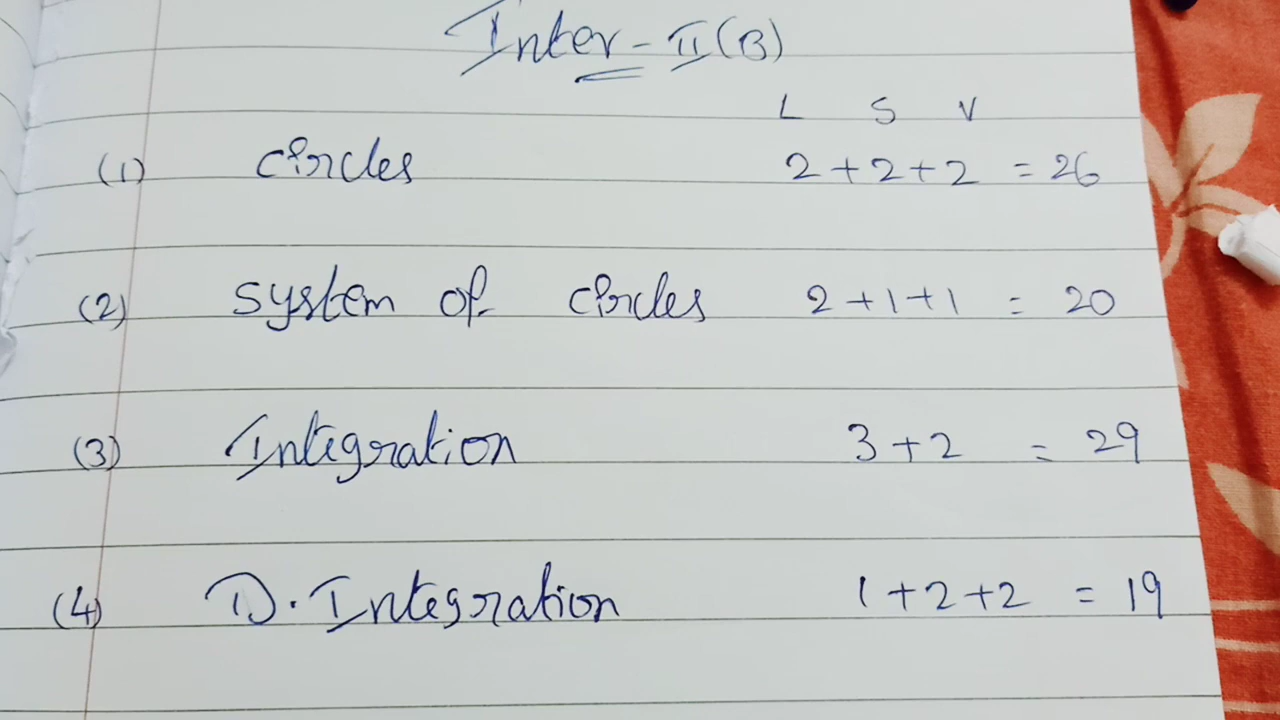 Inter - II(B)
L S V
(1) Circles 2 + 2 + 2 = 26
(2) System of Circles 2 + 1 + 1 = 20
(3) Integration 3 + 2 = 29
(4) D. Integration 1 + 2 + 2 = 19